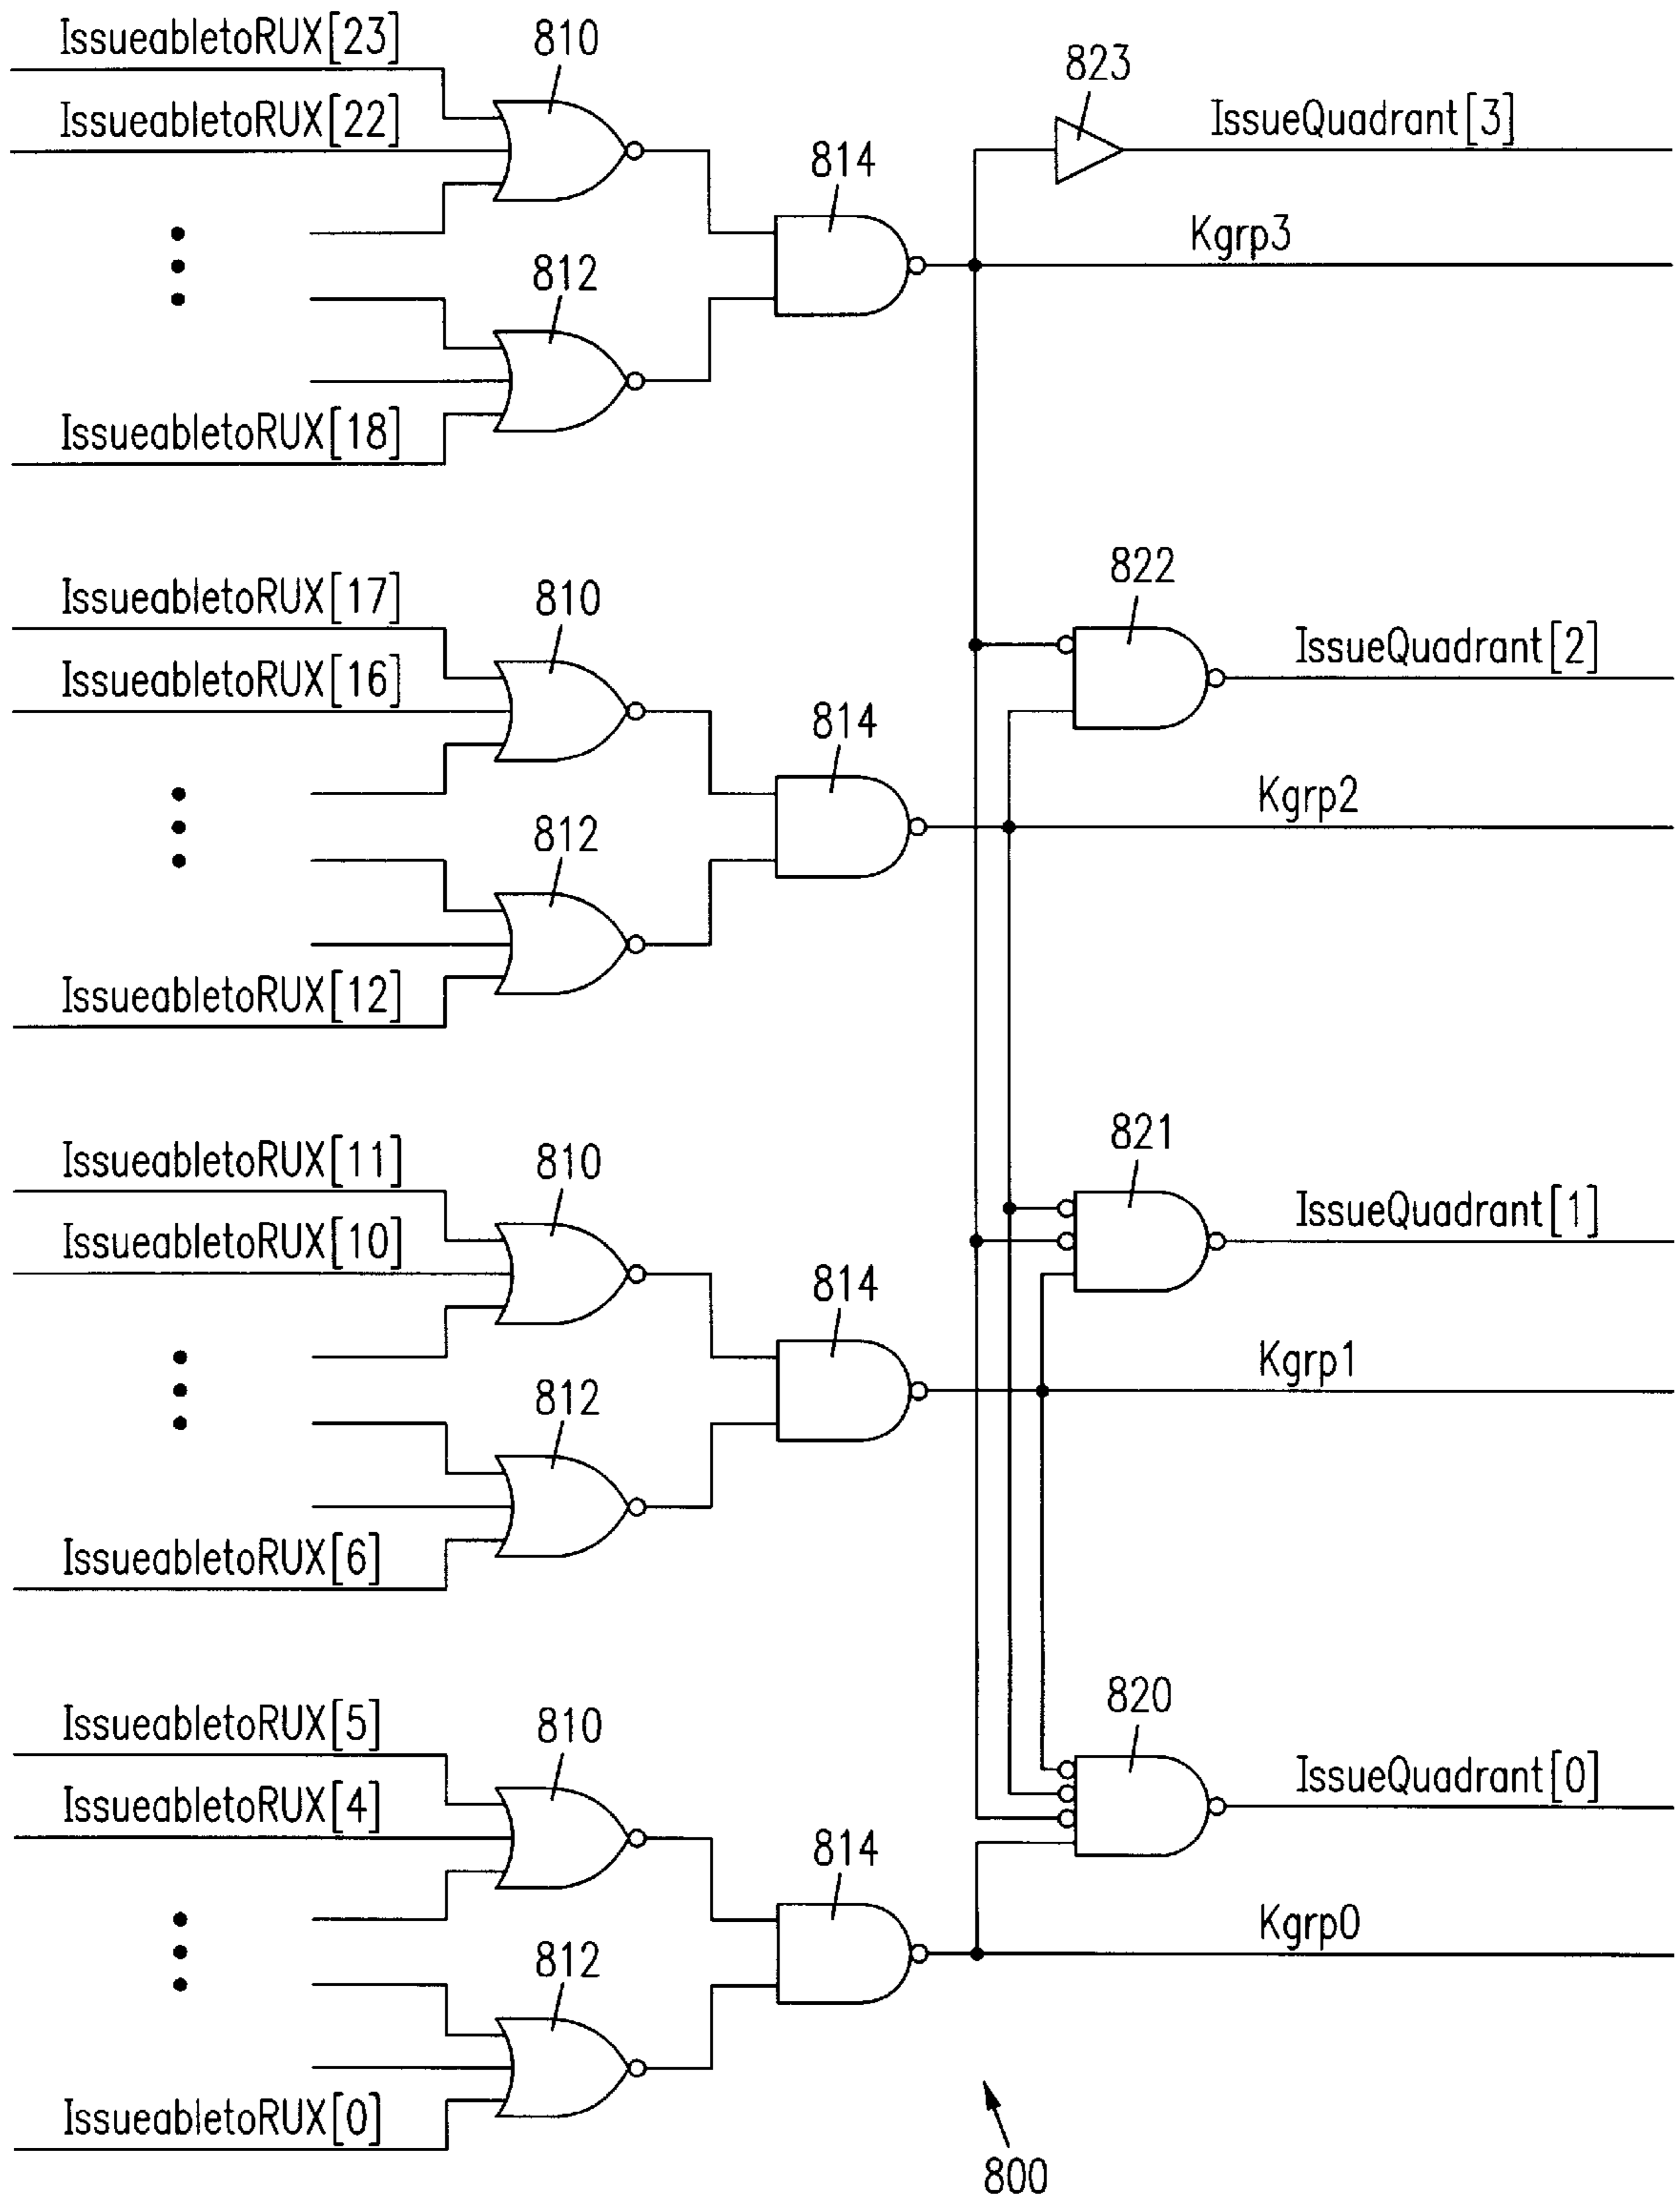 IssueabletoRUX[23]
810
823
IssueabletoRUX[22]
IssueQuadrant[3]
814
Kgrp3
812
IssueabletoRUX[18]
822
IssueabletoRUX[17]
810
IssueQuadrant[2]
IssueabletoRUX[16]
814
Kgrp2
812
IssueabletoRUX[12]
821
IssueabletoRUX[11]
810
IssueQuadrant[1]
IssueabletoRUX[10]
814
Kgrp1
812
IssueabletoRUX[6]
820
IssueabletoRUX[5]
810
IssueQuadrant[0]
IssueabletoRUX[4]
814
Kgrp0
812
IssueabletoRUX[0]
800